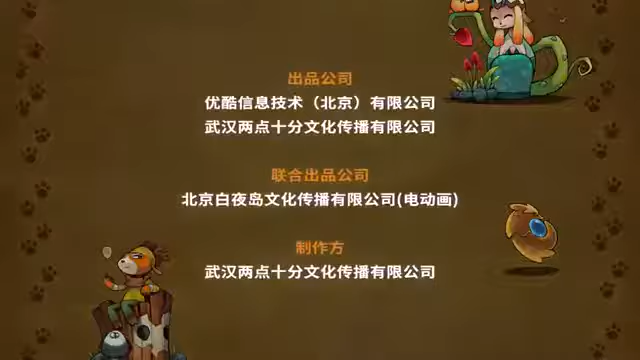 出品公司
优酷信息技术（北京）有限公司
武汉两点十分文化传播有限公司
联合出品公司
北京白夜岛文化传播有限公司(电动画)
制作方
武汉两点十分文化传播有限公司